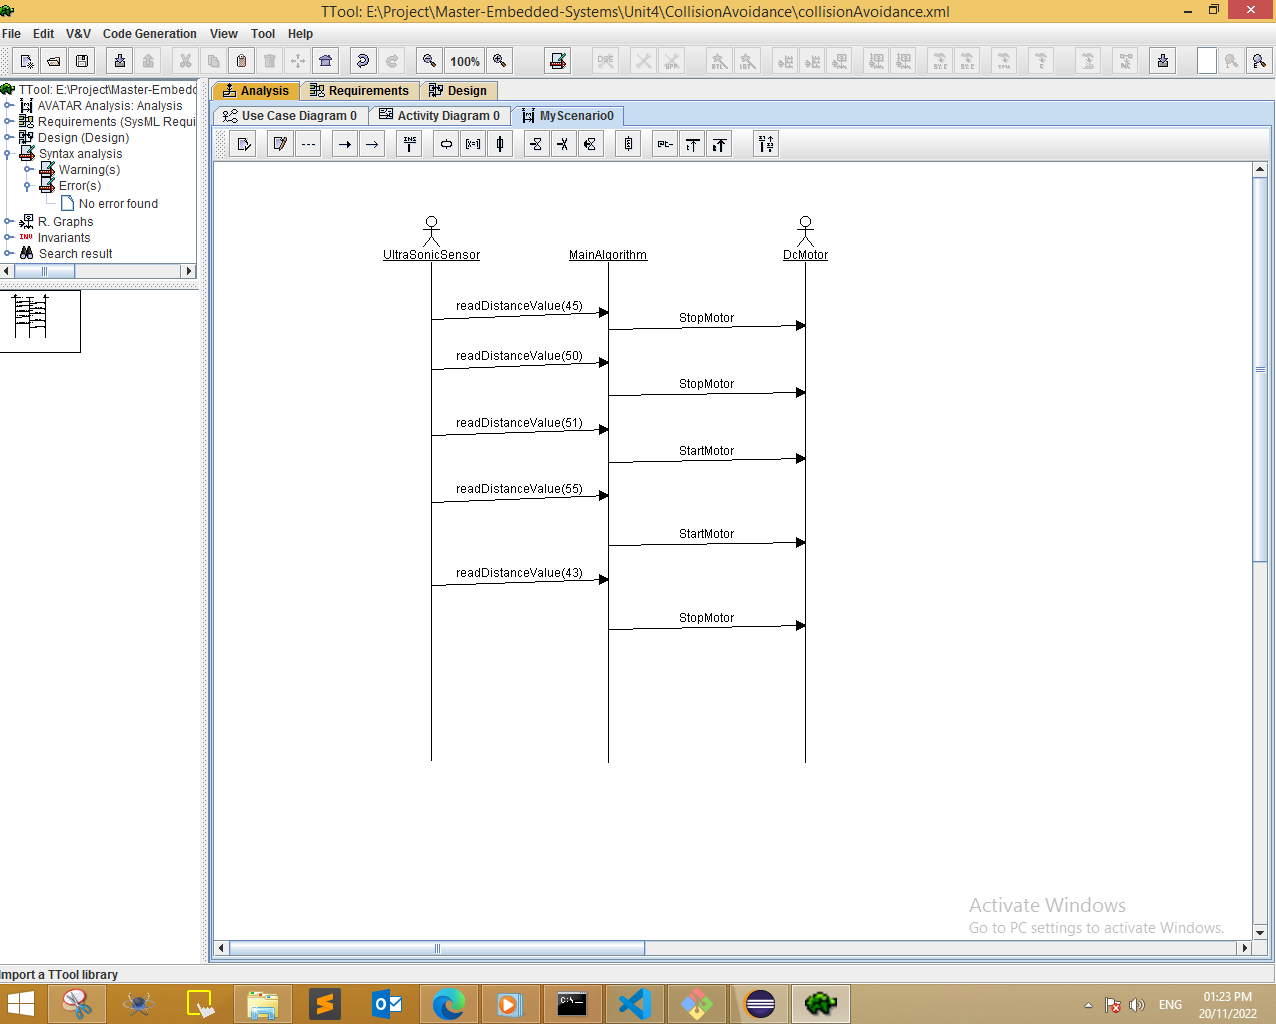 TTool: E:\Project\Master-Embedded-Systems\Unit4\CollisionAvoidance\collisionAvoidance.xml
File Edit V&V Code Generation View Tool Help
100%
TTool: E:\Project\Master-Embedd
AVATAR Analysis: Analysis
Requirements (SysML Requi
Design (Design)
Syntax analysis
Warning(s)
Error(s)
No error found
R. Graphs
Invariants
Search result
Analysis Requirements Design
Use Case Diagram 0 Activity Diagram 0 MyScenario0
UltraSonicSensor MainAlgorithm DcMotor
readDistanceValue(45)
StopMotor
readDistanceValue(50)
StopMotor
readDistanceValue(51)
StartMotor
readDistanceValue(55)
StartMotor
readDistanceValue(43)
StopMotor
Activate Windows
Go to PC settings to activate Windows.
Import a TTool library
ENG
01:23 PM
20/11/2022